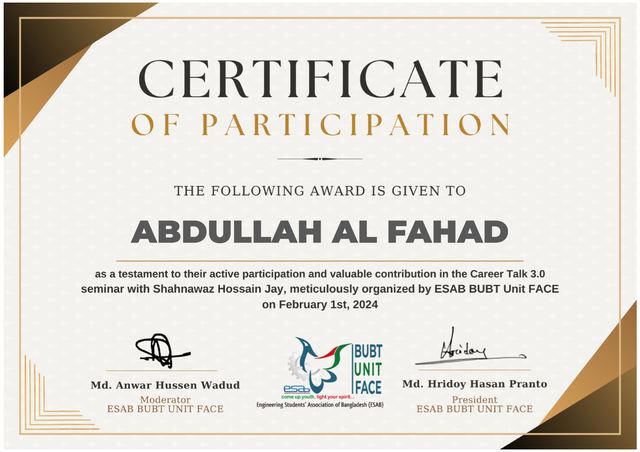 CERTIFICATE
OF PARTICIPATION
THE FOLLOWING AWARD IS GIVEN TO
ABDULLAH AL FAHAD
as a testament to their active participation and valuable contribution in the Career Talk 3.0
seminar with Shahnawaz Hossain Jay, meticulously organized by ESAB BUBT Unit FACE
on February 1st, 2024
Md. Anwar Hussen Wadud
Moderator
ESAB BUBT UNIT FACE
esab
BUBT
UNIT
FACE
come up youth, light your spirit...
Engineering Students' Association of Bangladesh (ESAB)
Hridoy
Md. Hridoy Hasan Pranto
President
ESAB BUBT UNIT FACE